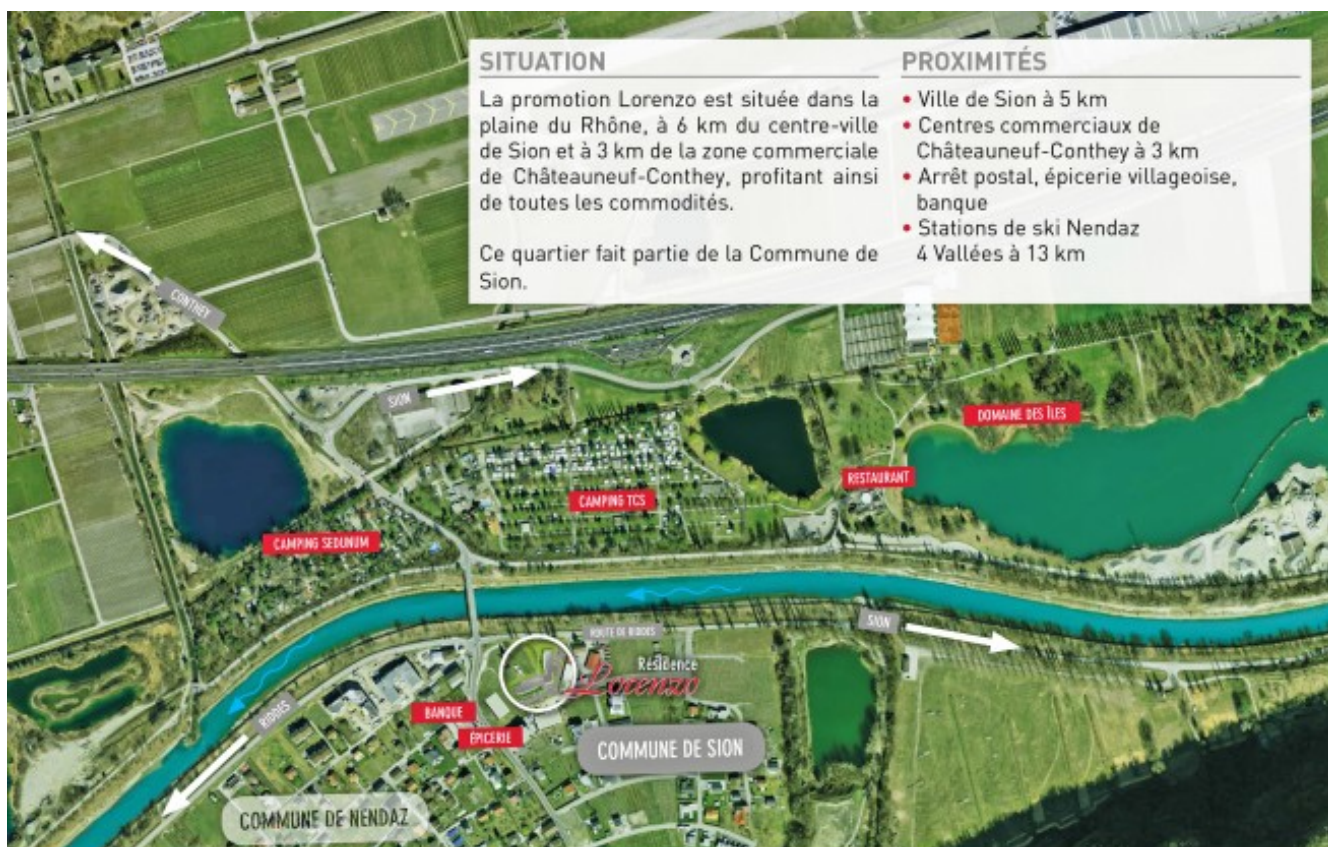 SITUATION
La promotion Lorenzo est située dans la
plaine du Rhône, à 6 km du centre-ville
de Sion et à 3 km de la zone commerciale
de Châteauneuf-Conthey, profitant ainsi
de toutes les commodités.
Ce quartier fait partie de la Commune de
Sion.
PROXIMITÉS
• Ville de Sion à 5 km
• Centres commerciaux de
Châteauneuf-Conthey à 3 km
• Arrêt postal, épicerie villageoise,
banque
• Stations de ski Nendaz
4 Vallées à 13 km
CONTHEY
SION
DOMAINE DES ÎLES
RESTAURANT
CAMPING TCS
CAMPING SEDUNUM
SION
ROUTE DE RIDDES
Résidence
Lorenzo
RIDDES
BANQUE
ÉPICERIE
COMMUNE DE SION
COMMUNE DE NENDAZ